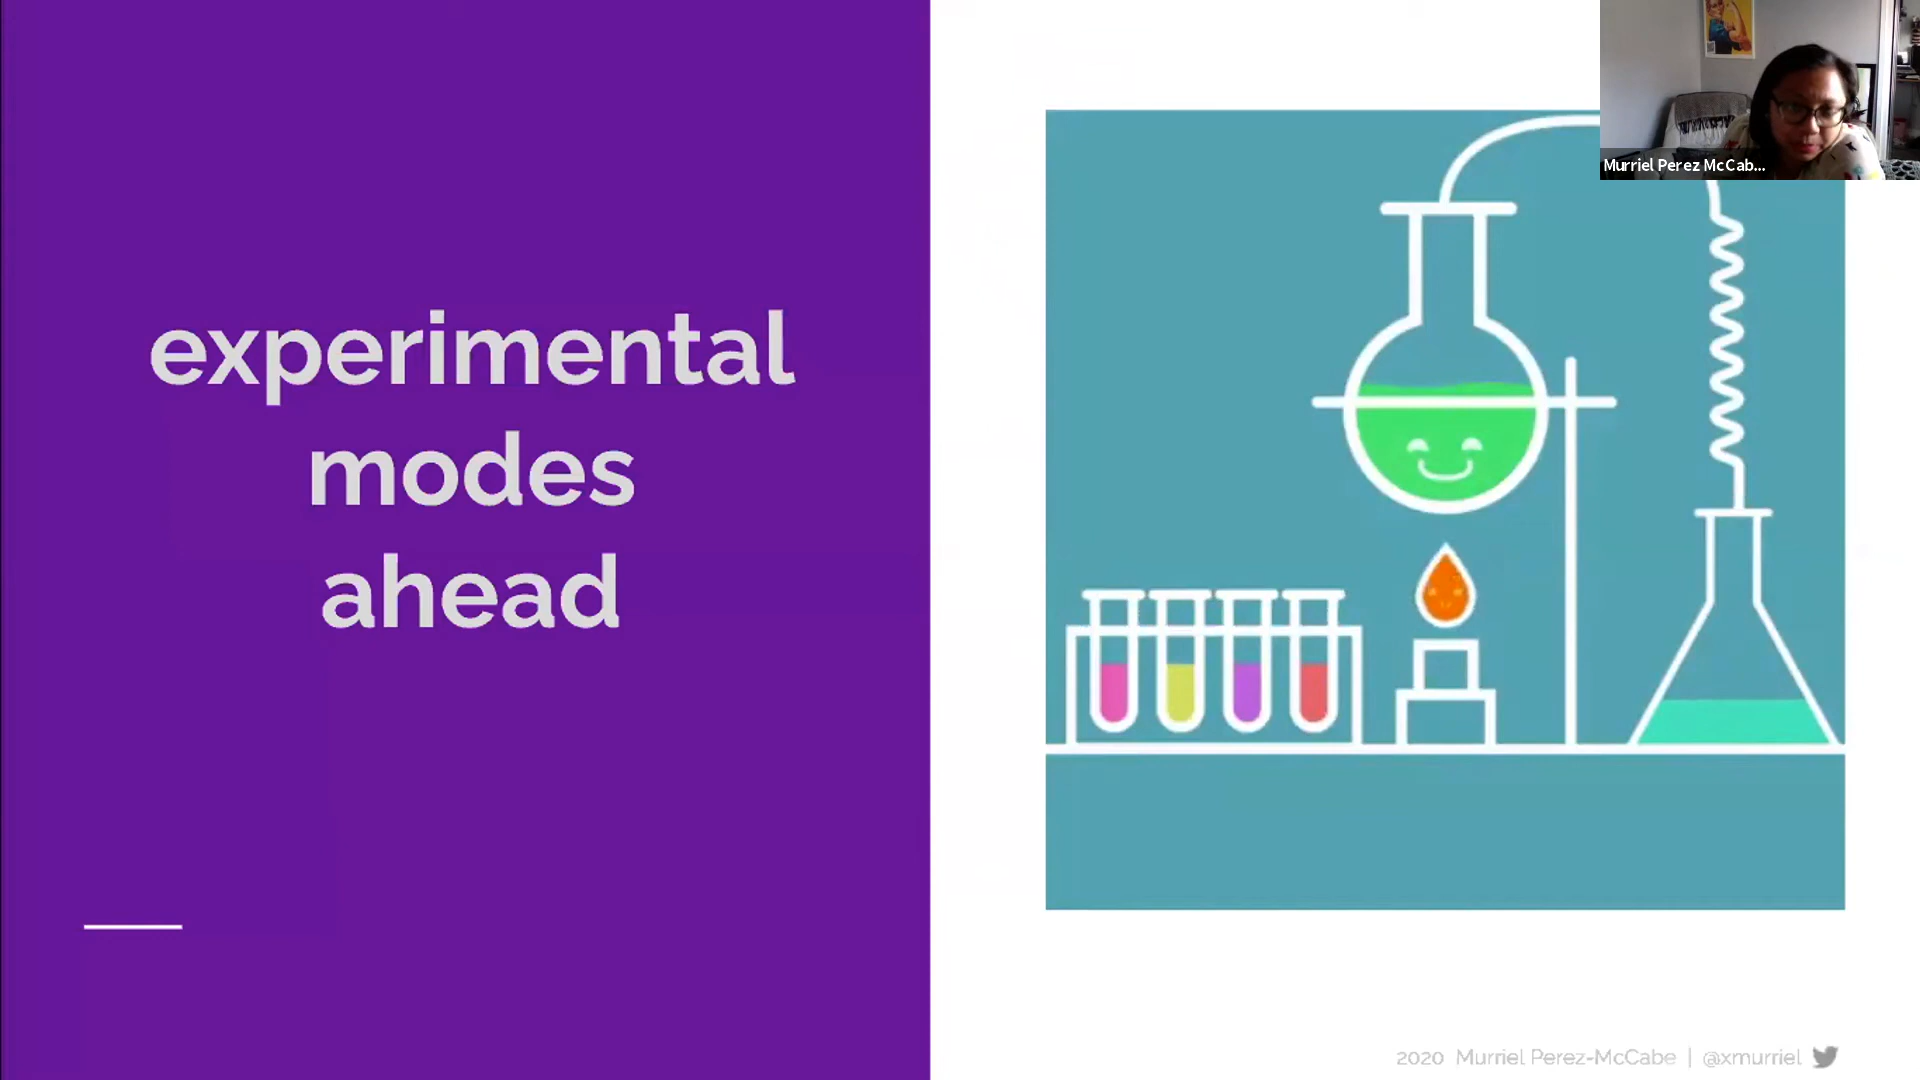 experimental
modes
ahead
Murriel Perez McCab...
2020 Murriel Perez-McCabe | @xmurriel